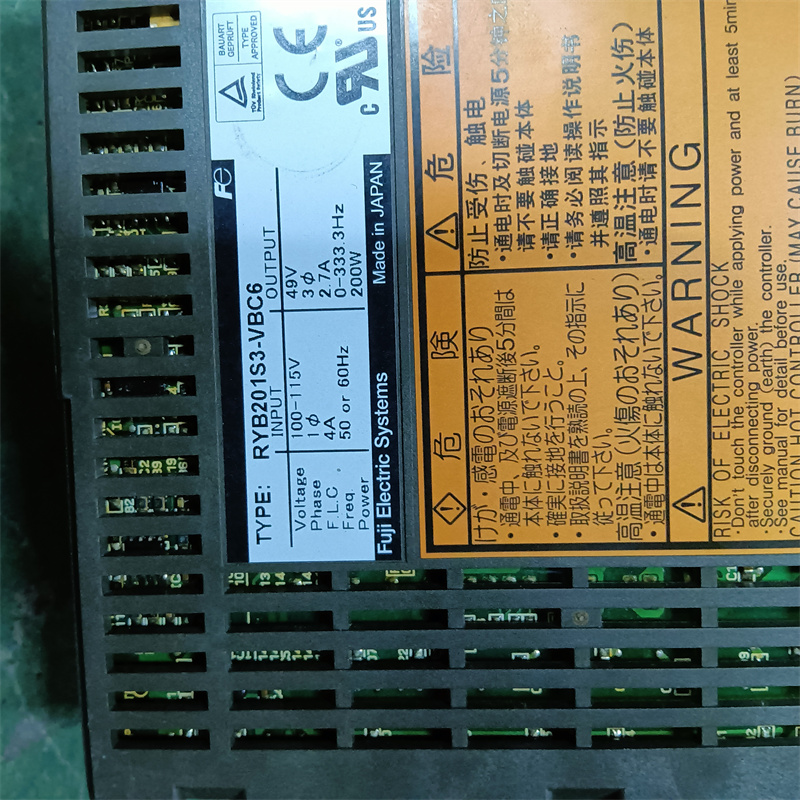 BAUART
GEPRÜFT
TYPE
APPROVED
TÜV Rheinland
Product Safety
CE
c RU US
Fe
TYPE: RYB201S3-VBC6
INPUT OUTPUT
Voltage 100-115V 49V
Phase 1φ 3φ
F.L.C 4A 2.7A
Freq. 50 or 60Hz 0-333.3Hz
Power 200W
Fuji Electric Systems Made in JAPAN
危 険
けが・感電のおそれあり
・通電中、及び電源遮断後5分間は
本体に触れないで下さい。
・確実に接地を行うこと。
・取扱説明書を熟読の上、その指示に
従って下さい。
高温注意(火傷のおそれあり)
・通電中は本体に触れないで下さい。
危 险
防止受伤、触电
・通电时及切断电源5分钟之
请不要触碰本体
・请正确接地
・请务必阅读操作说明书
并遵照其指示
高温注意(防止火伤)
・通电时请不要触碰本体
WARNING
RISK OF ELECTRIC SHOCK
・Don't touch the controller while applying power and at least 5min
after disconnecting power.
・Securely ground (earth) the controller.
・See manual for detail before use.
CAUTION HOT CONTROLLER (MAY CAUSE BURN)